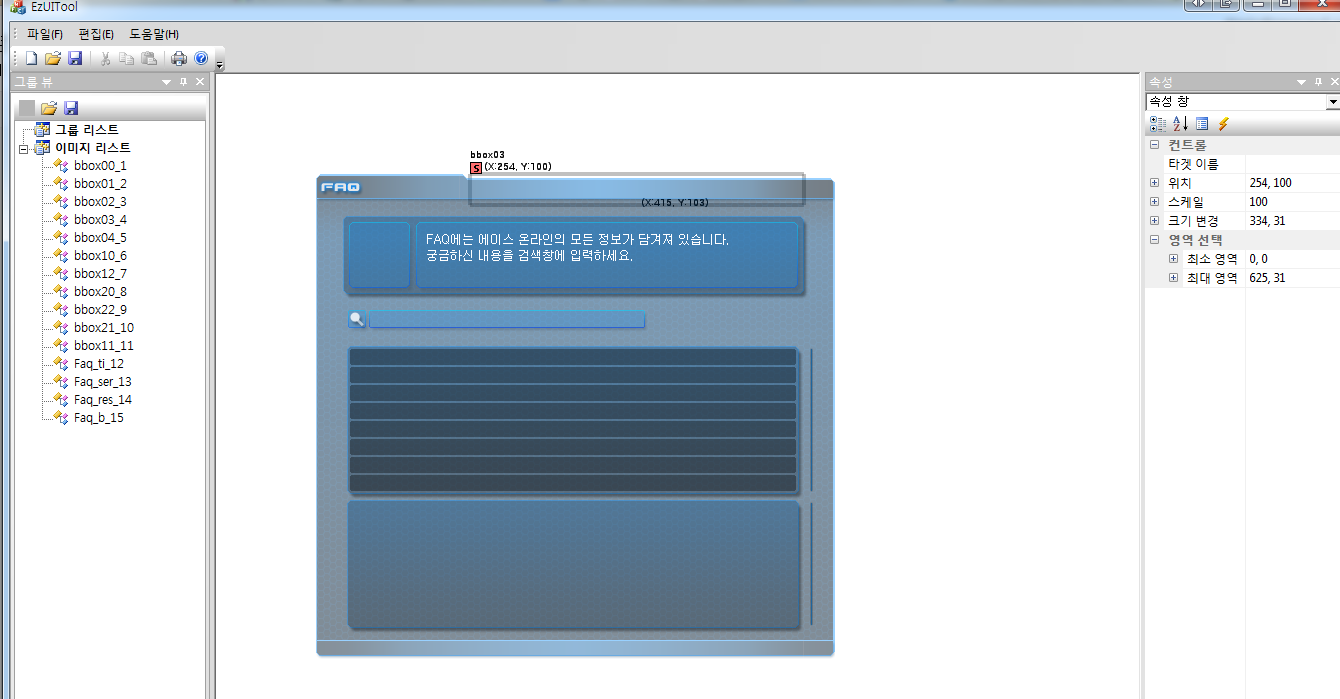 EzUITool
파일(F) 편집(E) 도움말(H)
그룹 뷰
그룹 리스트
이미지 리스트
bbox00_1
bbox01_2
bbox02_3
bbox03_4
bbox04_5
bbox10_6
bbox12_7
bbox20_8
bbox22_9
bbox21_10
bbox11_11
Faq_ti_12
Faq_ser_13
Faq_res_14
Faq_b_15
bbox03
S (X:254, Y:100)
FAQ
(X:415, Y:103)
FAQ에는 에이스 온라인의 모든 정보가 담겨져 있습니다.
궁금하신 내용을 검색창에 입력하세요.
속성
속성 창
컨트롤
타겟 이름
위치 254, 100
스케일 100
크기 변경 334, 31
영역 선택
최소 영역 0, 0
최대 영역 625, 31